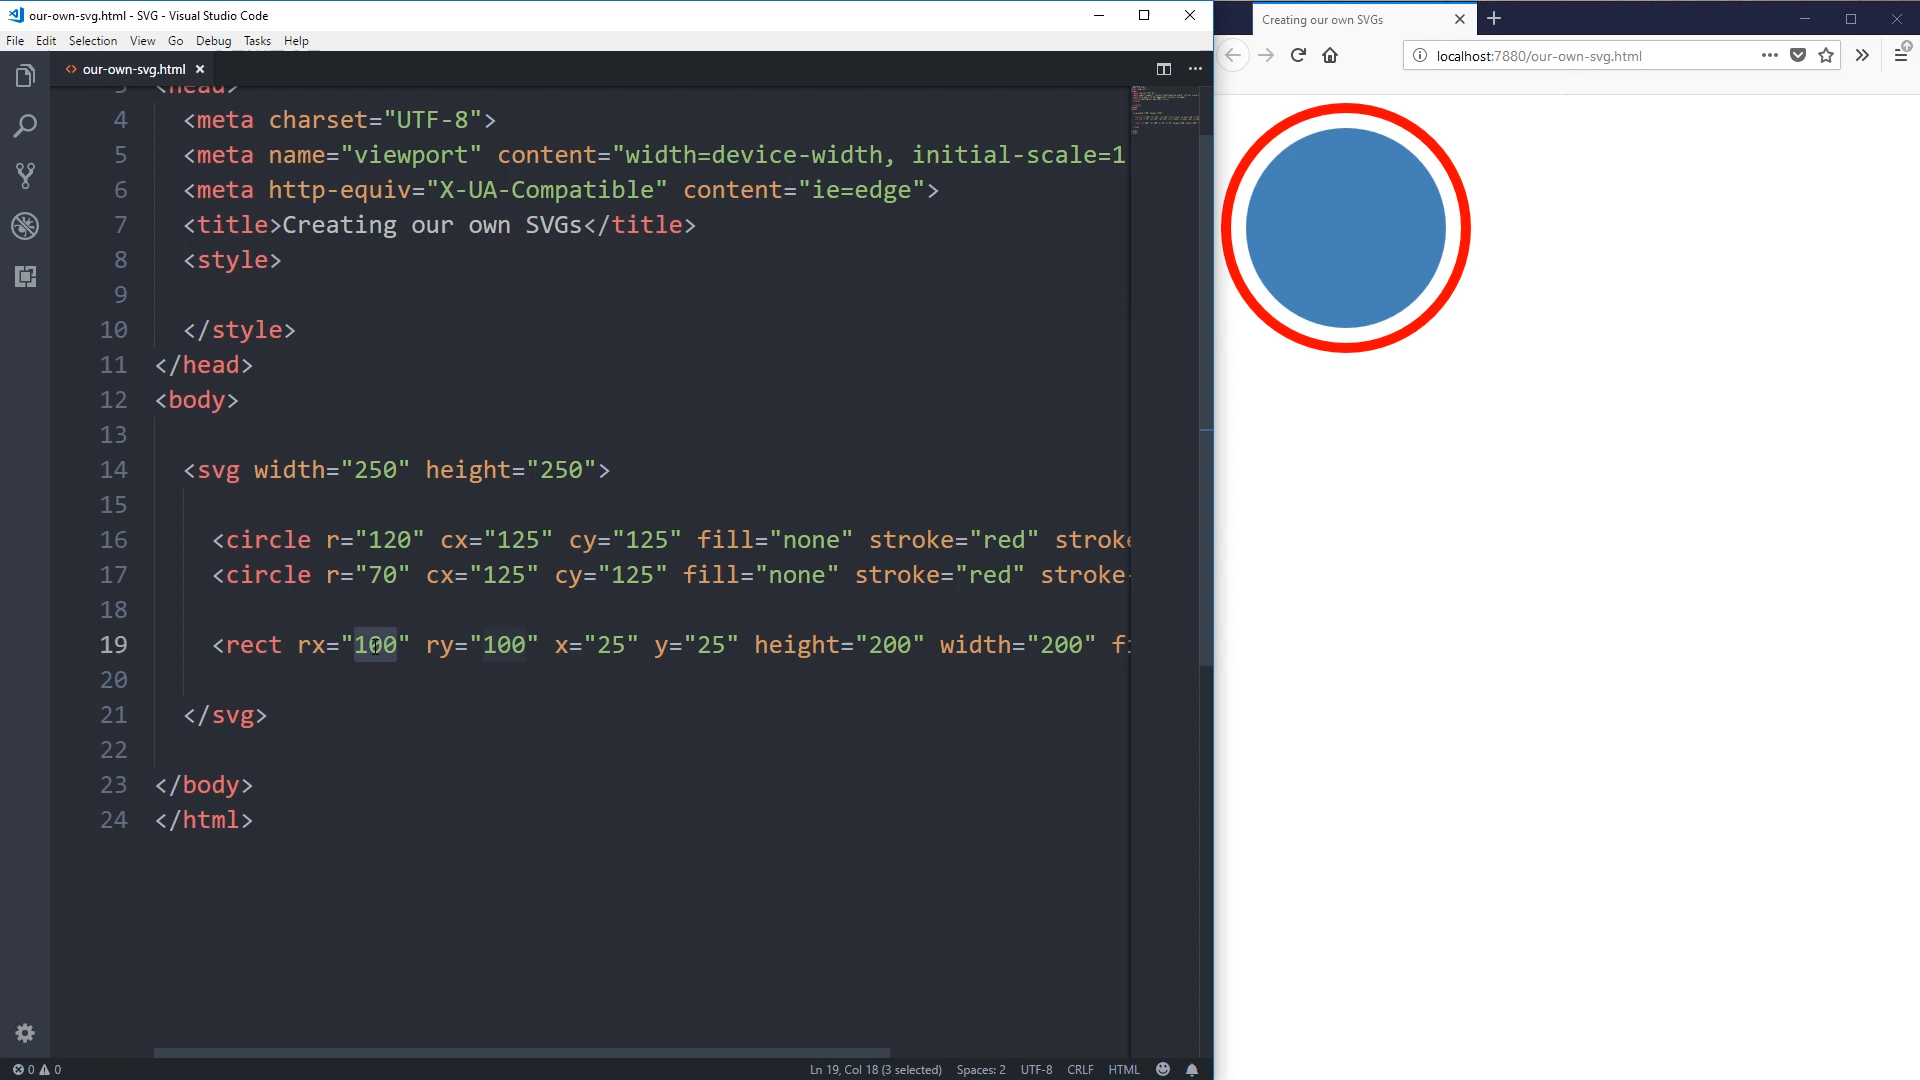 our-own-svg.html - SVG - Visual Studio Code
File Edit Selection View Go Debug Tasks Help
<> our-own-svg.html
3 <head>
4 <meta charset="UTF-8">
5 <meta name="viewport" content="width=device-width, initial-scale=1
6 <meta http-equiv="X-UA-Compatible" content="ie=edge">
7 <title>Creating our own SVGs</title>
8 <style>
9
10 </style>
11 </head>
12 <body>
13
14 <svg width="250" height="250">
15
16 <circle r="120" cx="125" cy="125" fill="none" stroke="red" stroke
17 <circle r="70" cx="125" cy="125" fill="none" stroke="red" stroke-
18
19 <rect rx="100" ry="100" x="25" y="25" height="200" width="200" fi
20
21 </svg>
22
23 </body>
24 </html>
0 0
Ln 19, Col 18 (3 selected) Spaces: 2 UTF-8 CRLF HTML
Creating our own SVGs
localhost:7880/our-own-svg.html